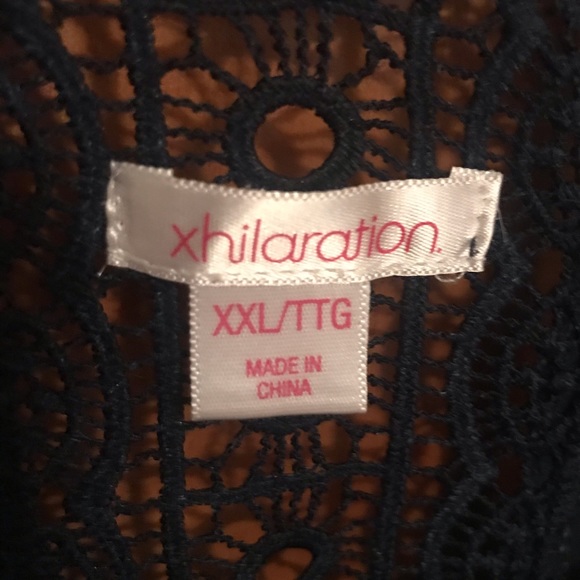 xhilaration.
XXL/TTG
MADE IN
CHINA